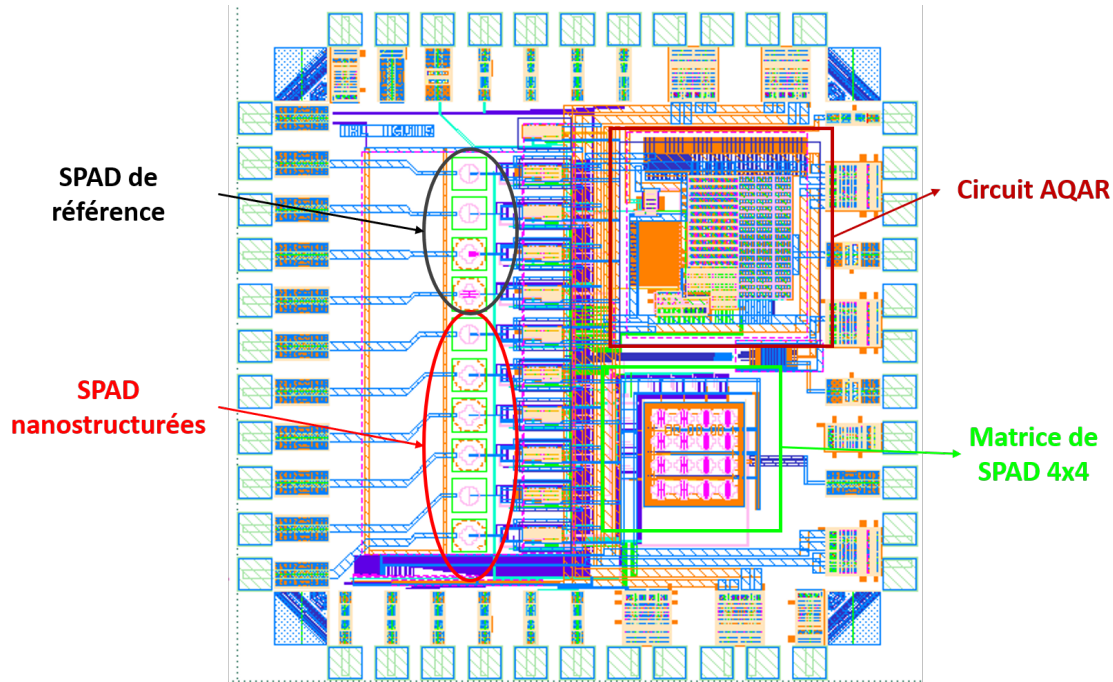 SPAD de
référence
SPAD
nanostructurées
Circuit AQAR
Matrice de
SPAD 4x4